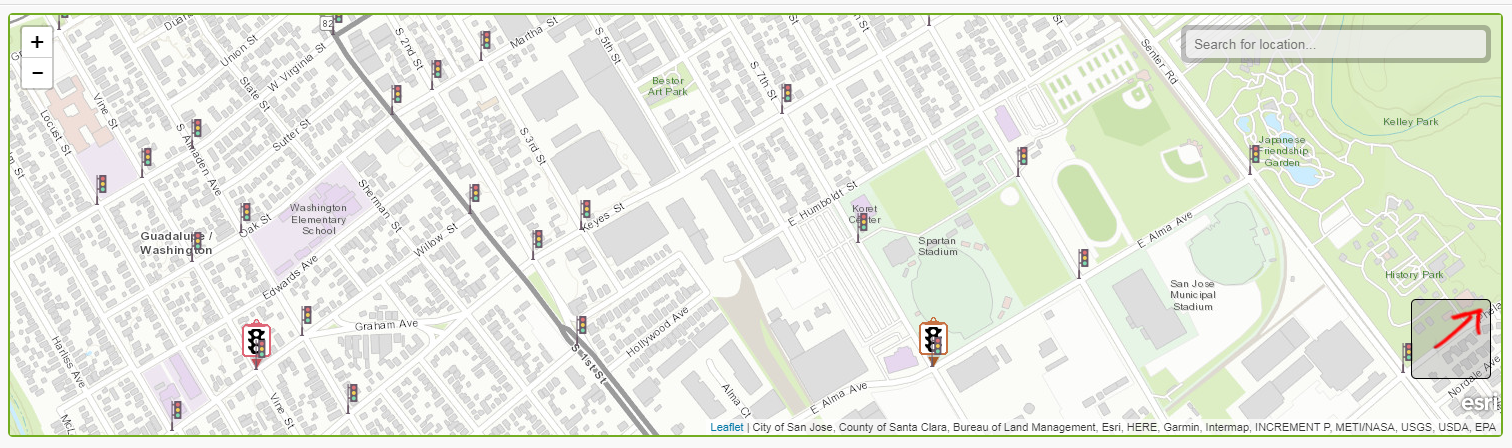 +
−
Search for location...
82
Union St
W Virginia St
S 2nd St
Martha St
S 5th St
S 7th St
Senter Rd
Bestor
Art Park
Kelley Park
Vine St
State St
Locust St
S Almaden Ave
Sutter St
S 3rd St
Japanese
Friendship
Garden
Washington
Elementary
School
Sherman St
E Humboldt St
Koret
Center
Keyes St
Oak St
Willow St
Guadalupe /
Washington
Spartan
Stadium
E Alma Ave
Edwards Ave
San Jose
Municipal
Stadium
History Park
Graham Ave
Hollywood Ave
Harliss Ave
S 1st St
Vine St
Alma Ct
E Alma Ave
Nordale Ave
esri
Leaflet | City of San Jose, County of Santa Clara, Bureau of Land Management, Esri, HERE, Garmin, Intermap, INCREMENT P, METI/NASA, USGS, USDA, EPA